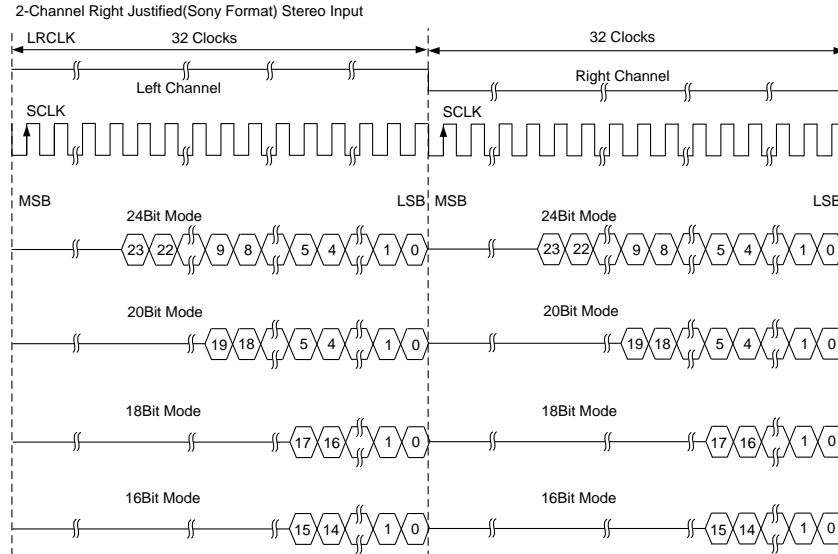 2-Channel Right Justified(Sony Format) Stereo Input
LRCLK 32 Clocks 32 Clocks
Left Channel Right Channel
SCLK SCLK
MSB LSB MSB LSB
24Bit Mode 24Bit Mode
23 22 9 8 5 4 1 0 23 22 9 8 5 4 1 0
20Bit Mode 20Bit Mode
19 18 5 4 1 0 19 18 5 4 1 0
18Bit Mode 18Bit Mode
17 16 1 0 17 16 1 0
16Bit Mode 16Bit Mode
15 14 1 0 15 14 1 0